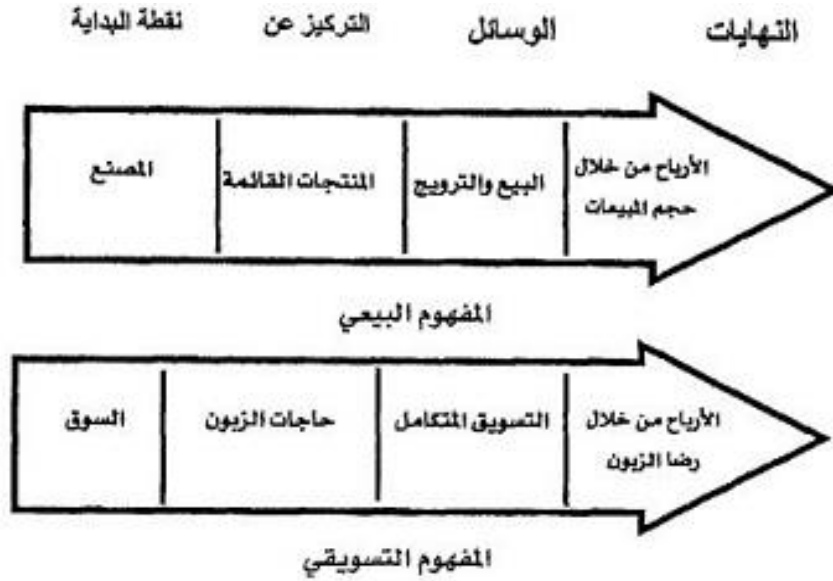 نقطة البداية
التركيز عن
الوسائل
النهايات
المصنع
المنتجات القائمة
البيع والترويج
الأرباح من خلال
حجم المبيعات
المفهوم البيعي
السوق
حاجات الزبون
التسويق المتكامل
الأرباح من خلال
رضا الزبون
المفهوم التسويقي